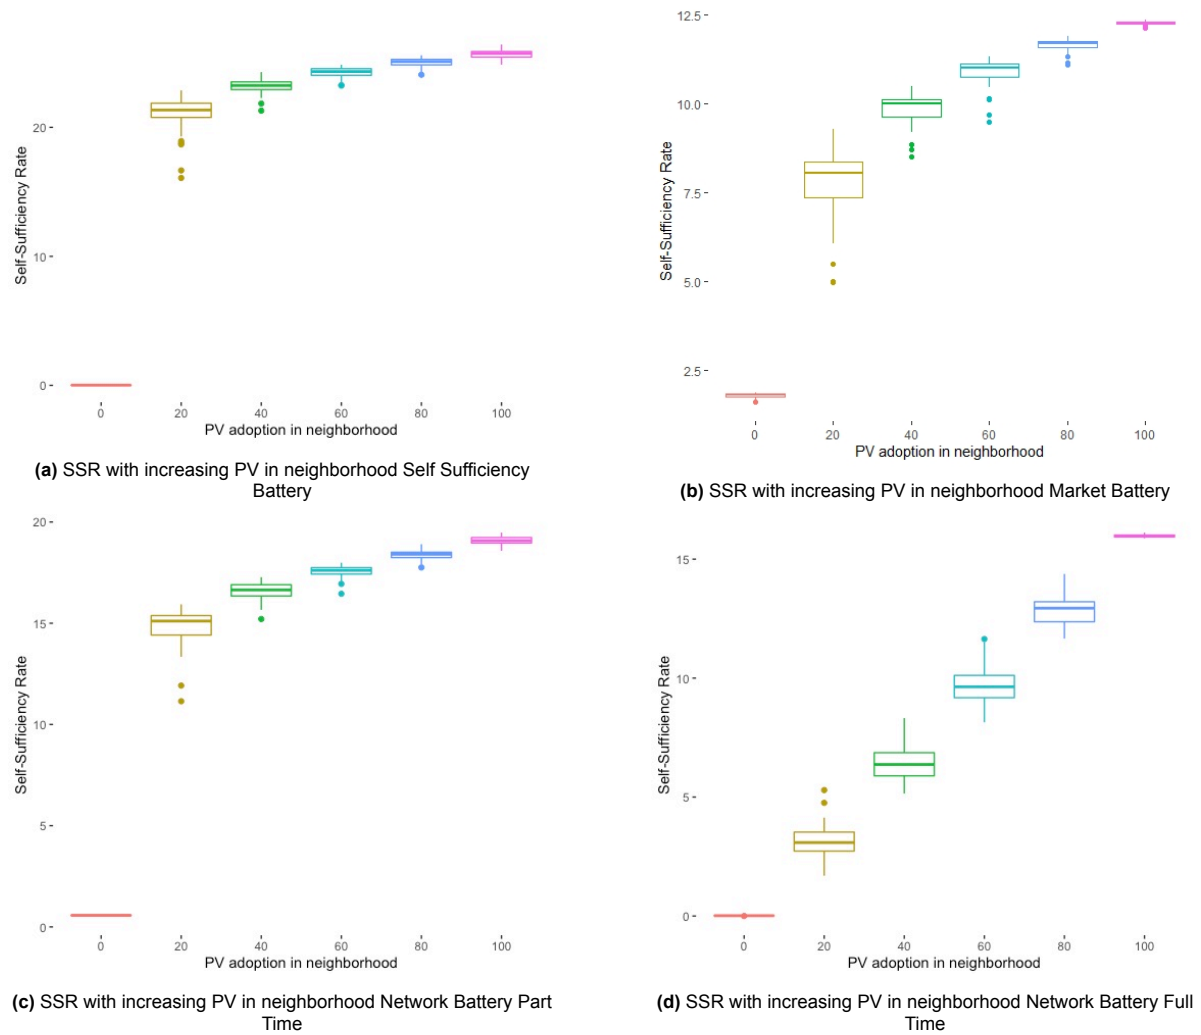 Self-Sufficiency Rate
20
10
0
0 20 40 60 80 100
PV adoption in neighborhood
(a) SSR with increasing PV in neighborhood Self Sufficiency
Battery
Self-Sufficiency Rate
12.5
10.0
7.5
5.0
2.5
0 20 40 60 80 100
PV adoption in neighborhood
(b) SSR with increasing PV in neighborhood Market Battery
Self-Sufficiency Rate
20
15
10
5
0
0 20 40 60 80 100
PV adoption in neighborhood
(c) SSR with increasing PV in neighborhood Network Battery Part
Time
Self-Sufficiency Rate
15
10
5
0
0 20 40 60 80 100
PV adoption in neighborhood
(d) SSR with increasing PV in neighborhood Network Battery Full
Time